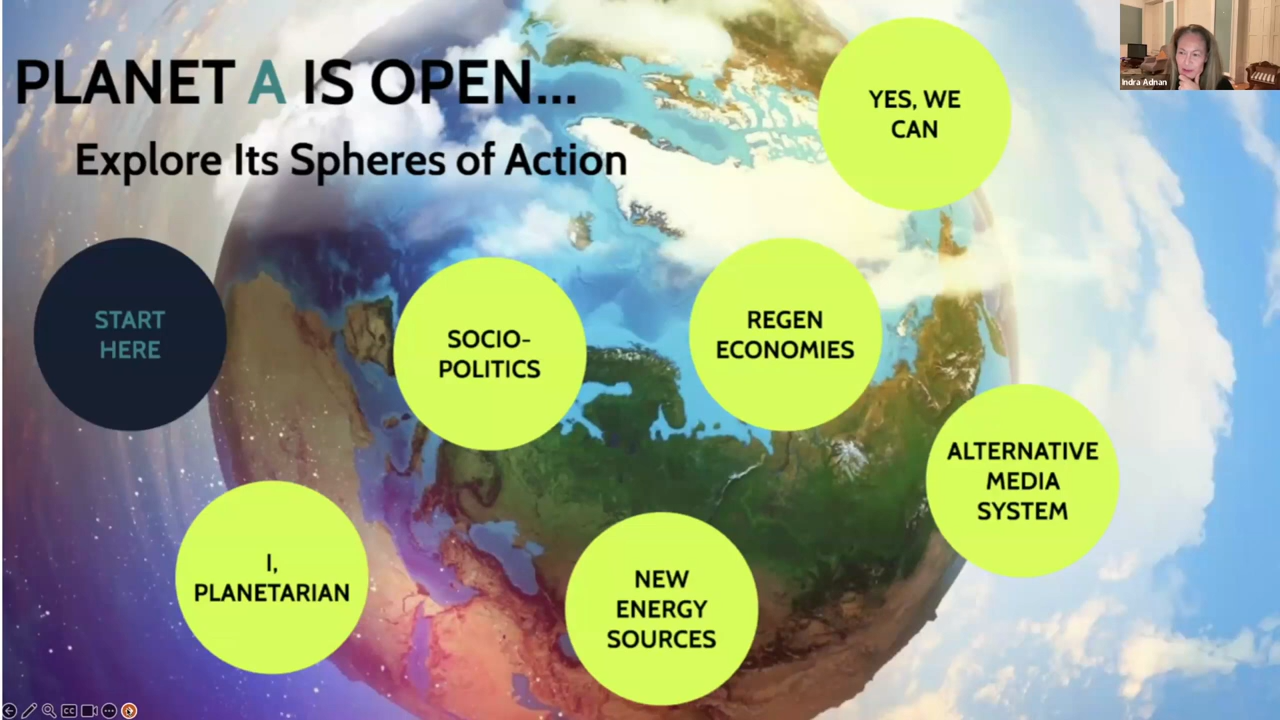 PLANET A IS OPEN...
Explore Its Spheres of Action
YES, WE
CAN
Indra Adnan
START
HERE
SOCIO-
POLITICS
REGEN
ECONOMIES
ALTERNATIVE
MEDIA
SYSTEM
I,
PLANETARIAN
NEW
ENERGY
SOURCES
CC